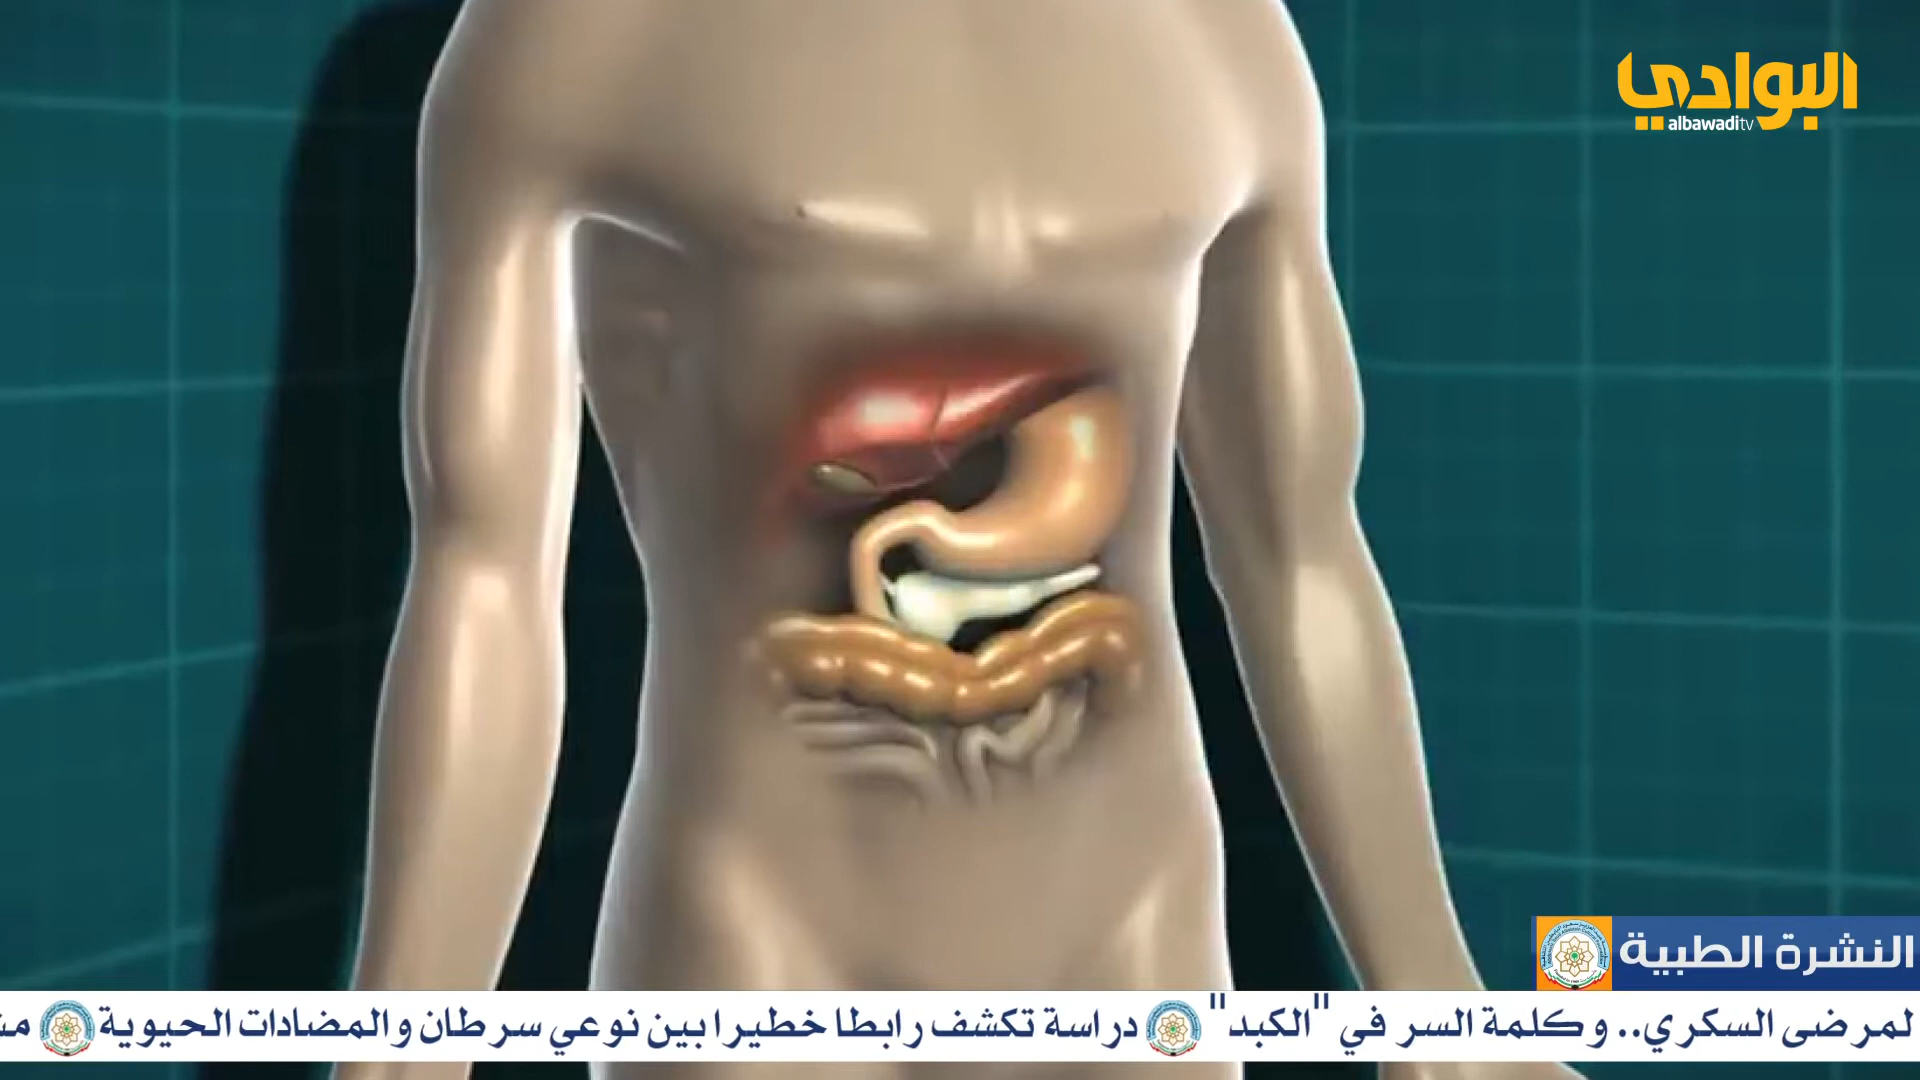 البوادي
albawaditv
النشرة الطبية
لمرضى السكري.. وكلمة السر في "الكبد" دراسة تكشف رابطا خطيرا بين نوعي سرطان والمضادات الحيوية